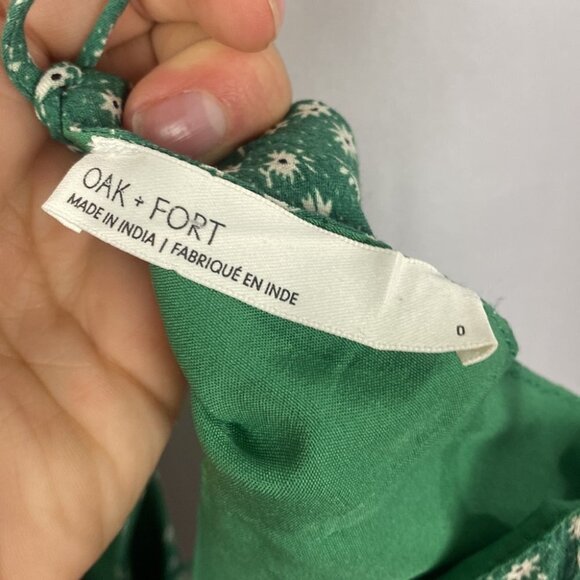 OAK + FORT
MADE IN INDIA | FABRIQUÉ EN INDE
0